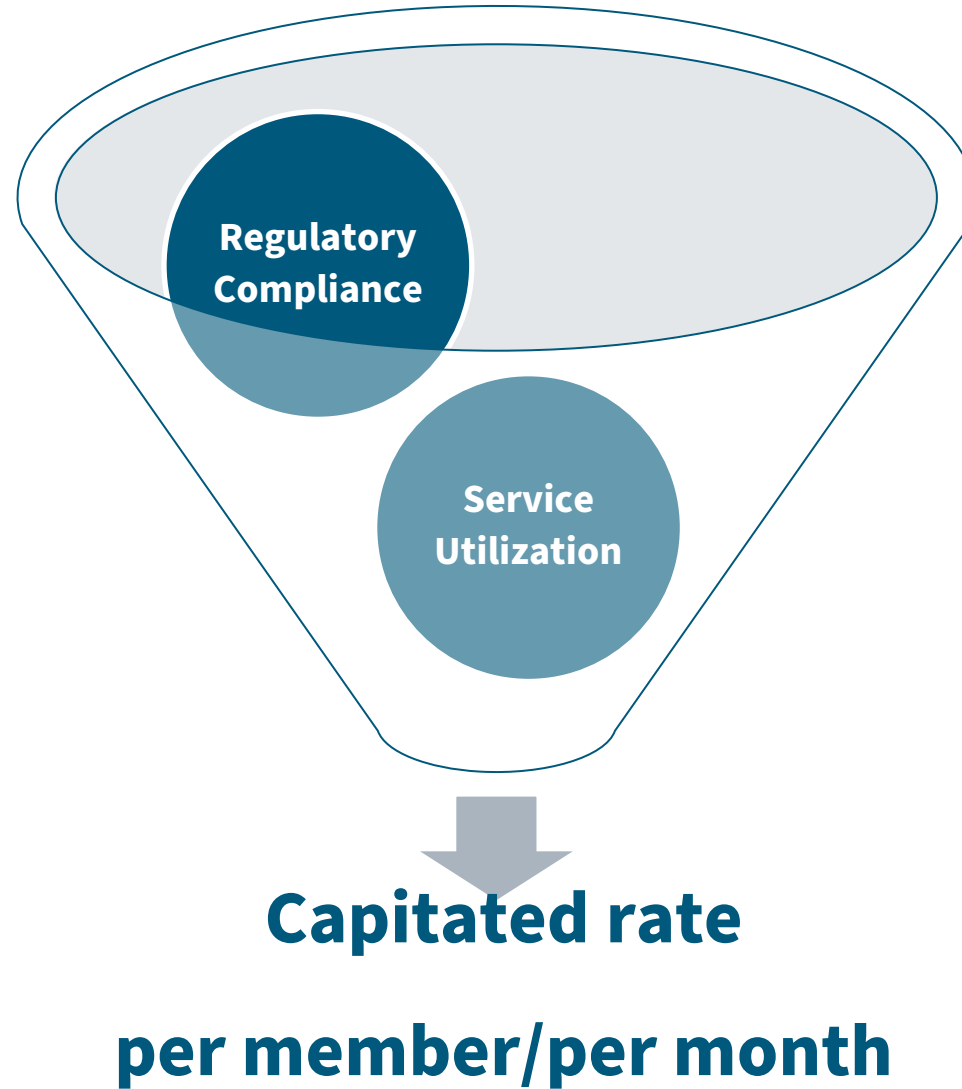 Regulatory
Compliance
Service
Utilization
Capitated rate
per member/per month